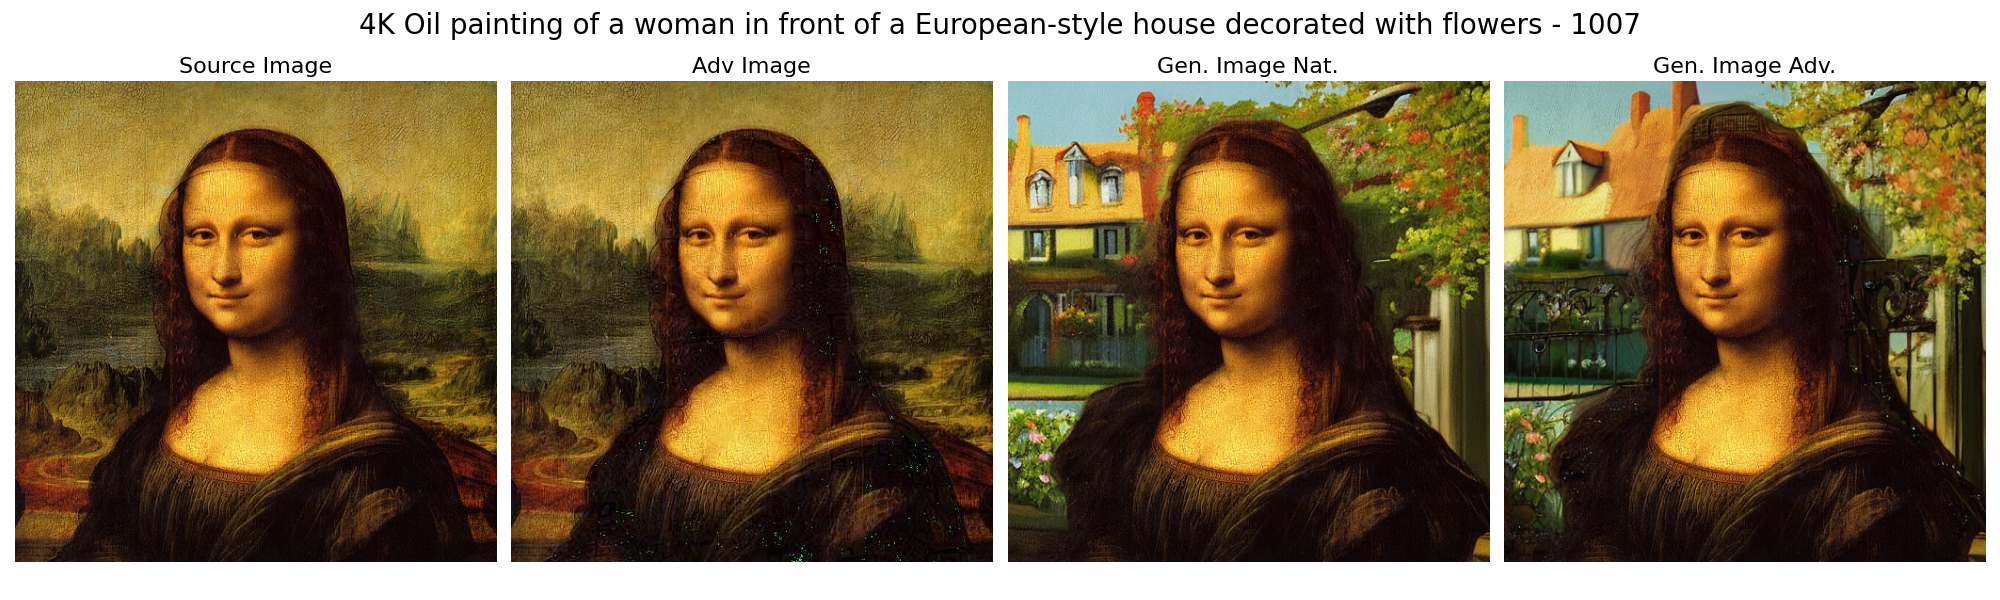 4K Oil painting of a woman in front of a European-style house decorated with flowers - 1007
Source Image
Adv Image
Gen. Image Nat.
Gen. Image Adv.